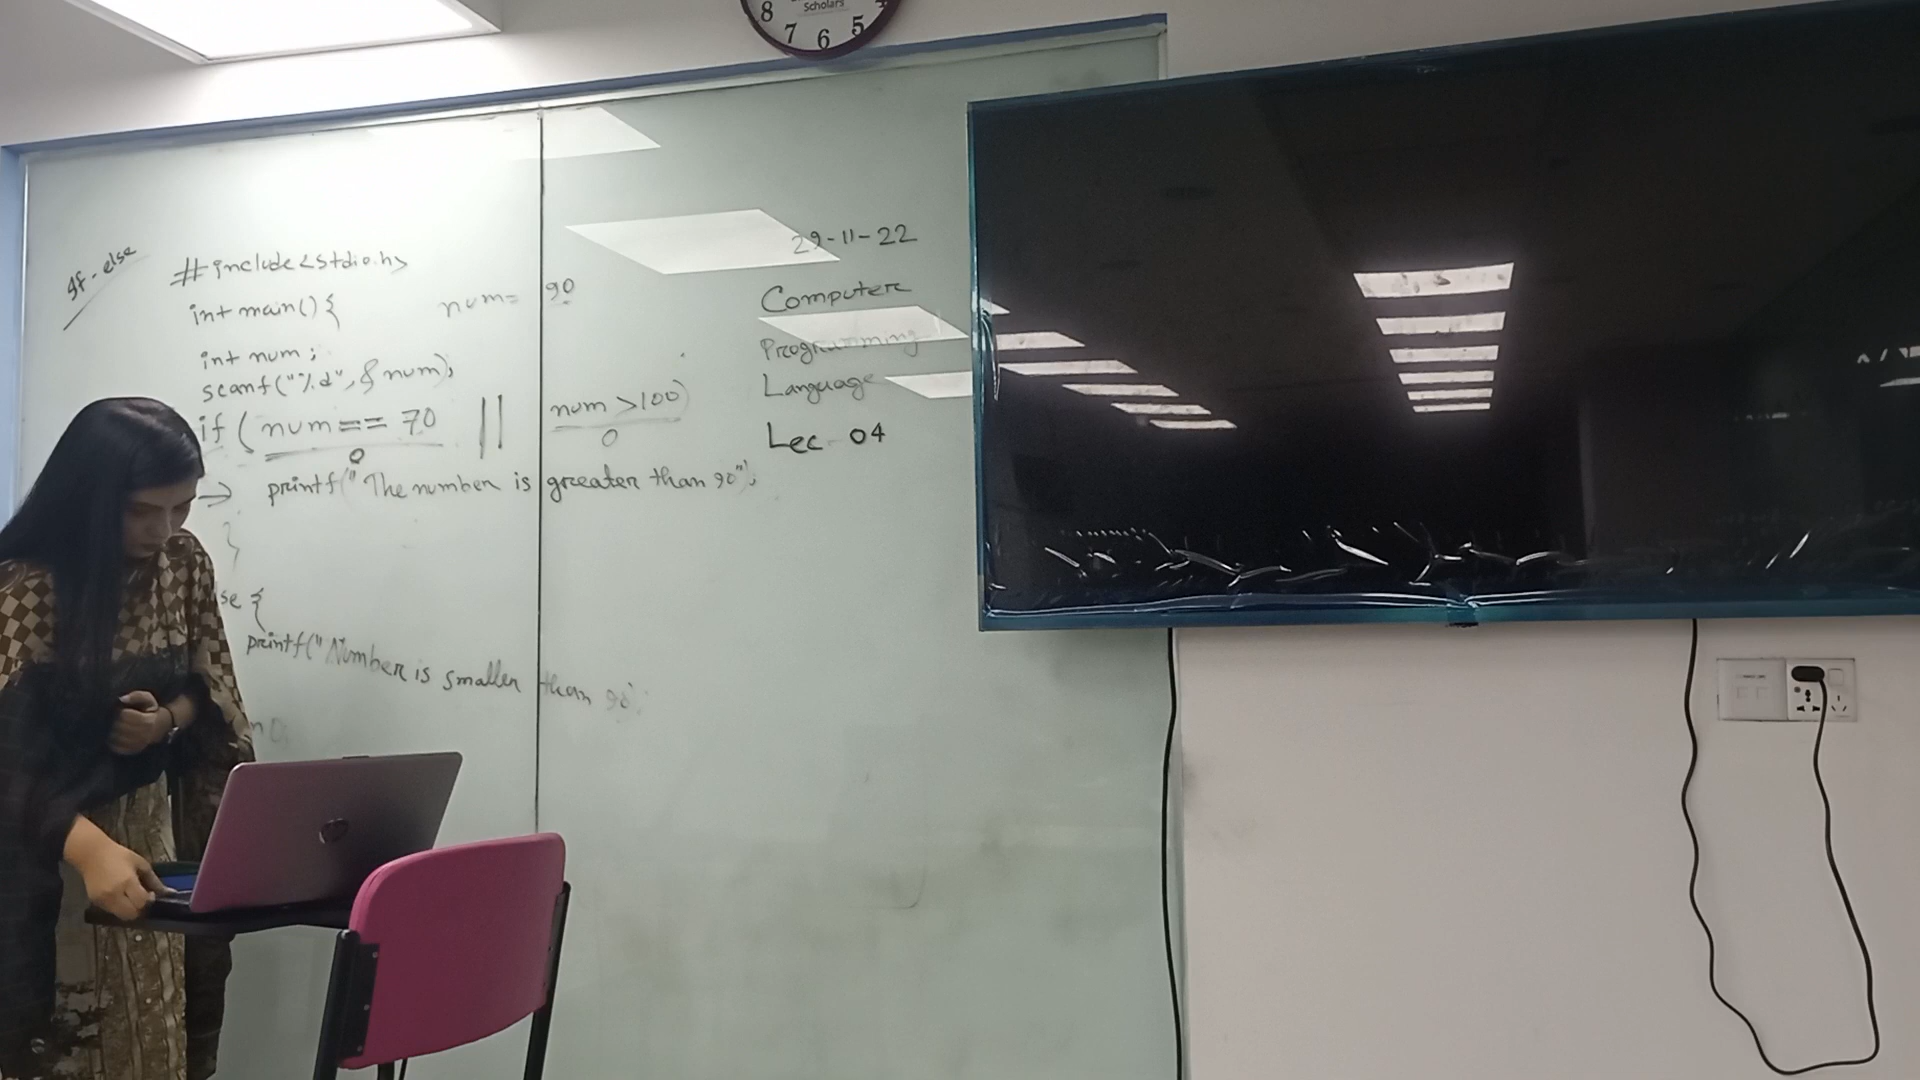 Scholars
8 7 6 5
If-else
#include<stdio.h>
int main(){
num= 90
int num;
scanf("%d", &num);
if (num== 70 || num >100)
0 0
→ printf("The number is greater than 90");
}
se {
printf("Number is smaller than 90"
n 0;
29-11-22
Computer
Programming
Language
Lec 04